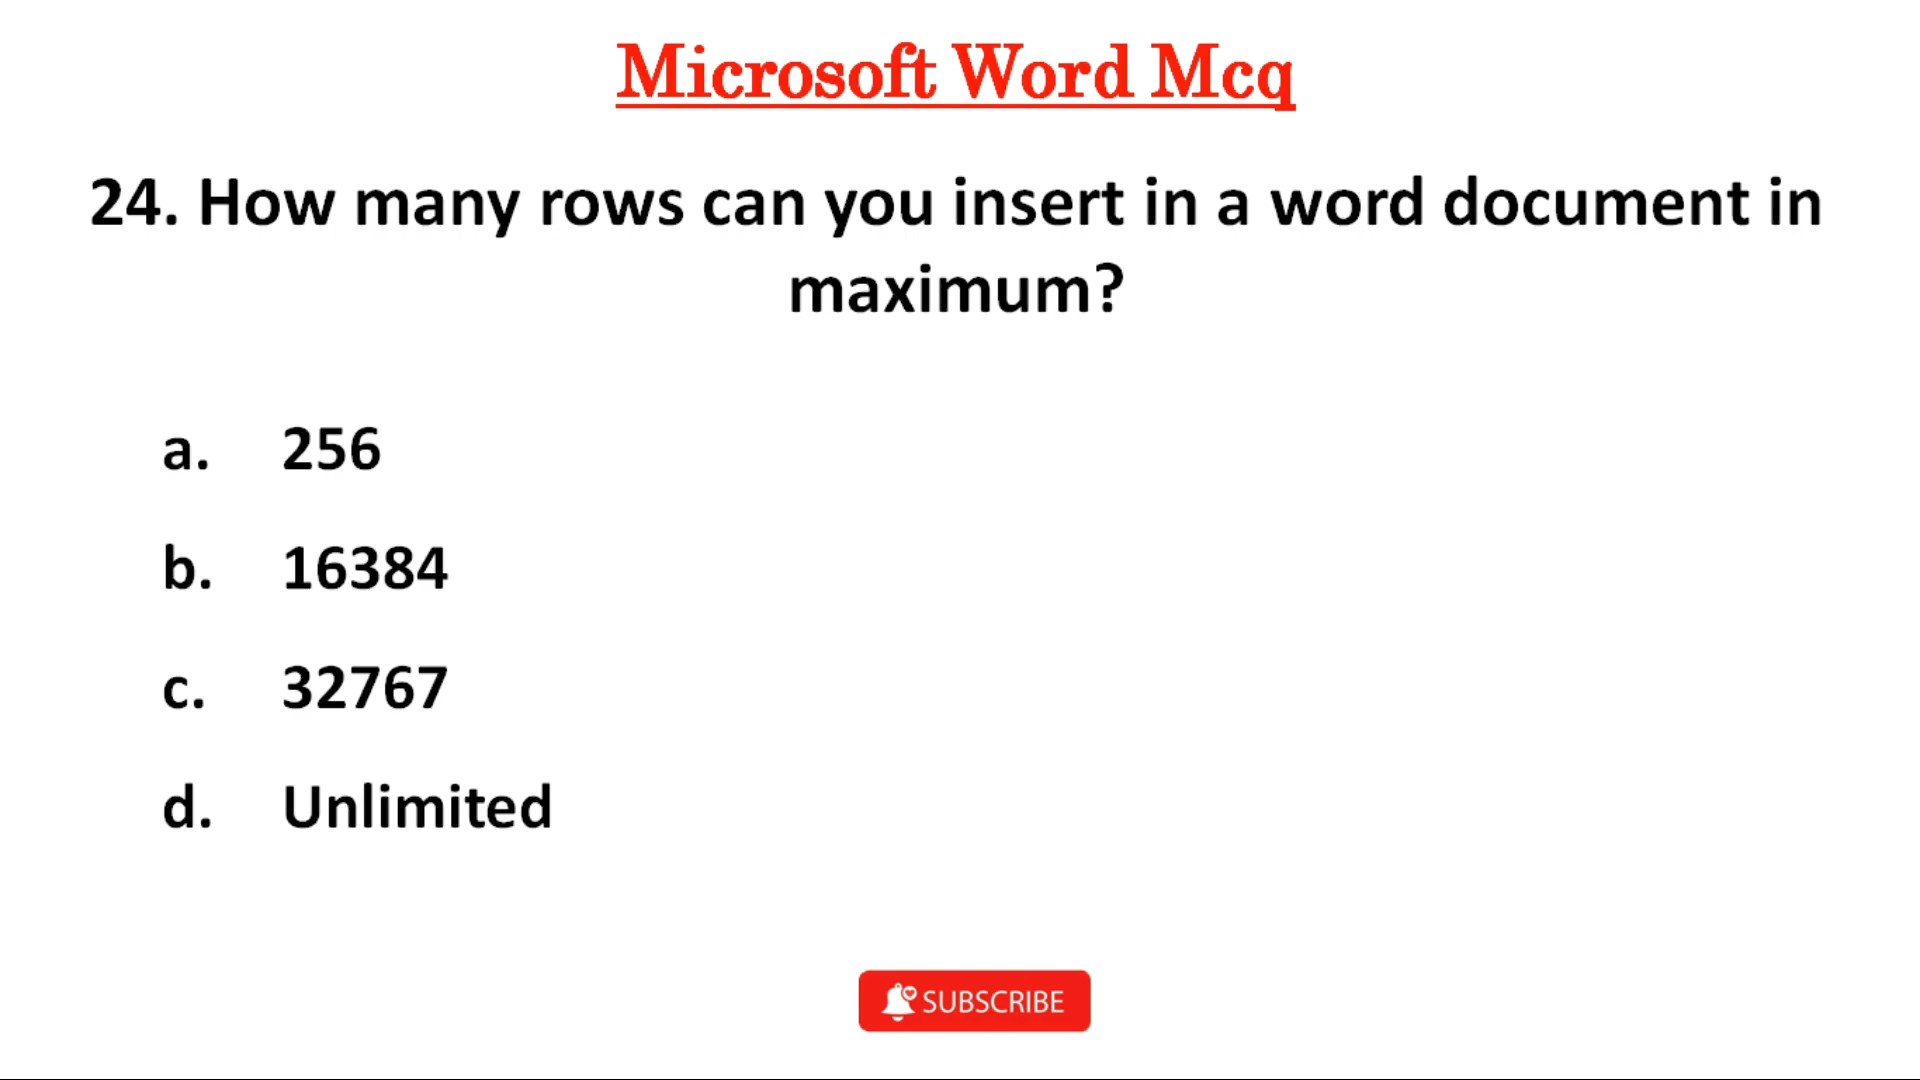 Microsoft Word Mcq
24. How many rows can you insert in a word document in
maximum?
a. 256
b. 16384
c. 32767
d. Unlimited
SUBSCRIBE